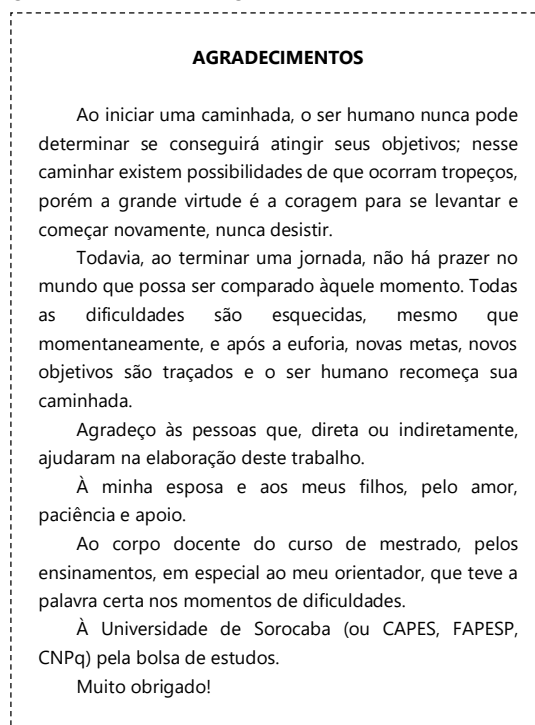 AGRADECIMENTOS
Ao iniciar uma caminhada, o ser humano nunca pode
determinar se conseguirá atingir seus objetivos; nesse
caminhar existem possibilidades de que ocorram tropeços,
porém a grande virtude é a coragem para se levantar e
começar novamente, nunca desistir.
Todavia, ao terminar uma jornada, não há prazer no
mundo que possa ser comparado àquele momento. Todas
as dificuldades são esquecidas, mesmo que
momentaneamente, e após a euforia, novas metas, novos
objetivos são traçados e o ser humano recomeça sua
caminhada.
Agradeço às pessoas que, direta ou indiretamente,
ajudaram na elaboração deste trabalho.
À minha esposa e aos meus filhos, pelo amor,
paciência e apoio.
Ao corpo docente do curso de mestrado, pelos
ensinamentos, em especial ao meu orientador, que teve a
palavra certa nos momentos de dificuldades.
À Universidade de Sorocaba (ou CAPES, FAPESP,
CNPq) pela bolsa de estudos.
Muito obrigado!